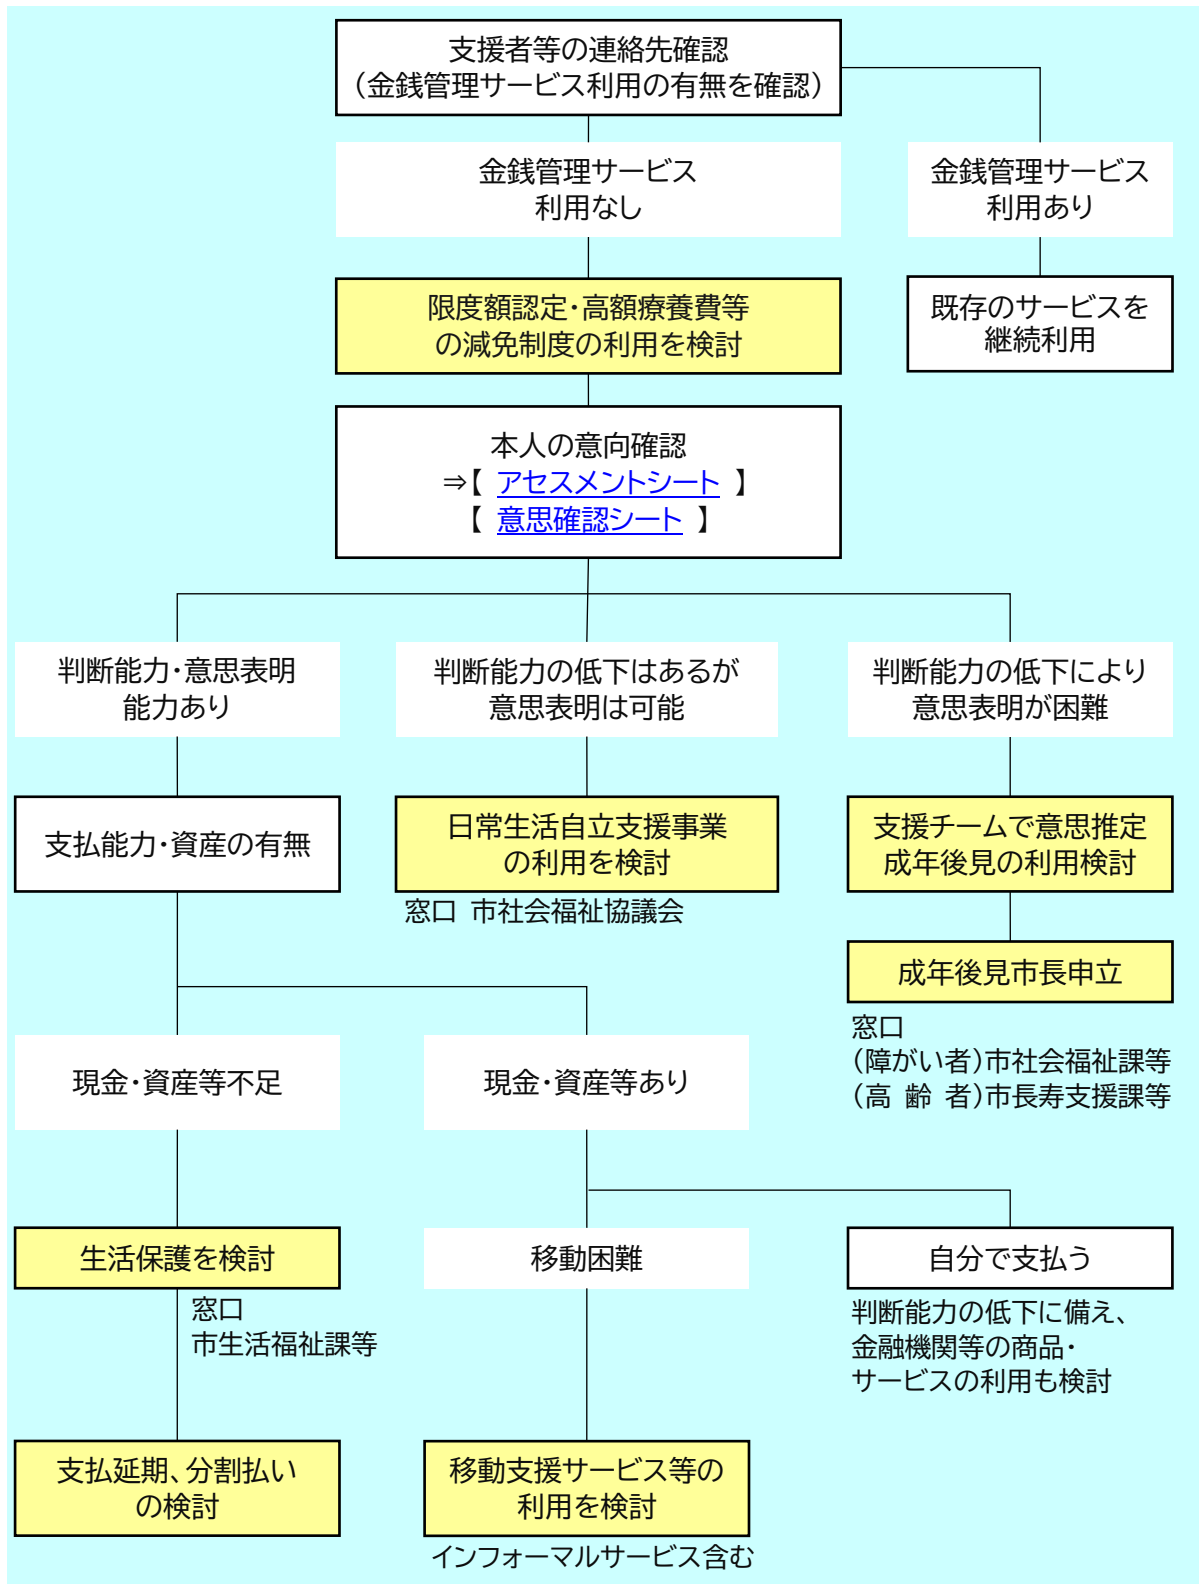 支援者等の連絡先確認
（金銭管理サービス利用の有無を確認）
金銭管理サービス
利用なし
金銭管理サービス
利用あり
限度額認定・高額療養費等
の減免制度の利用を検討
既存のサービスを
継続利用
本人の意向確認
⇒【 アセスメントシート 】
【 意思確認シート 】
判断能力・意思表明
能力あり
判断能力の低下はあるが
意思表明は可能
判断能力の低下により
意思表明が困難
支払能力・資産の有無
日常生活自立支援事業
の利用を検討
窓口 市社会福祉協議会
支援チームで意思推定
成年後見の利用検討
成年後見市長申立
窓口
（障がい者）市社会福祉課等
（高 齢 者）市長寿支援課等
現金・資産等不足
現金・資産等あり
生活保護を検討
窓口
市生活福祉課等
移動困難
自分で支払う
判断能力の低下に備え、
金融機関等の商品・
サービスの利用も検討
支払延期、分割払い
の検討
移動支援サービス等の
利用を検討
インフォーマルサービス含む